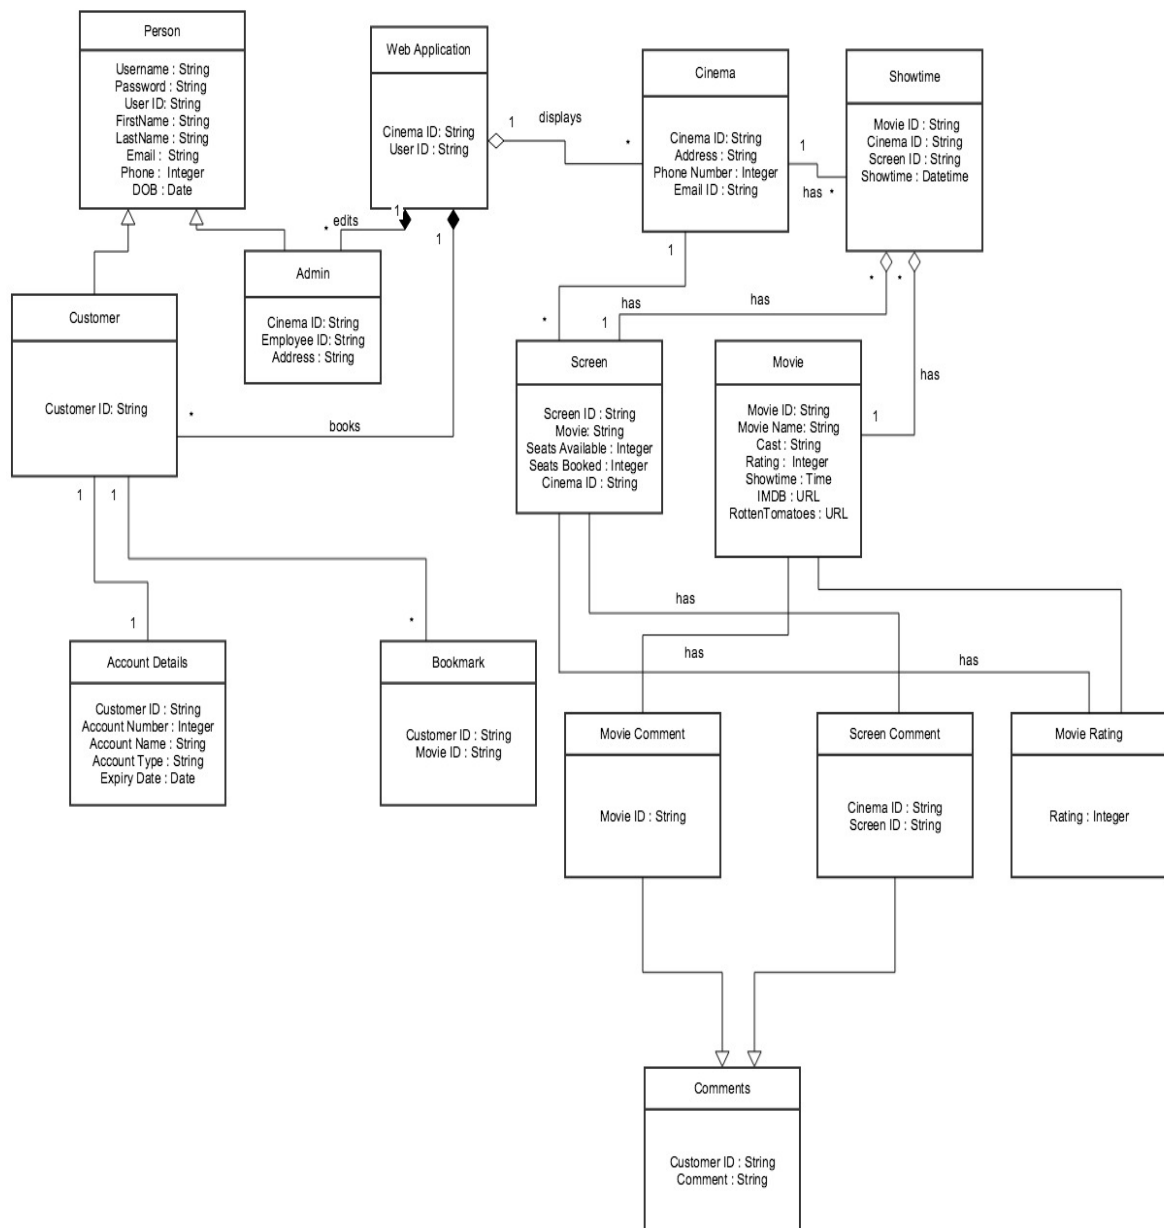 Person
Username : String
Password : String
User ID: String
FirstName : String
LastName : String
Email : String
Phone : Integer
DOB : Date
Web Application
Cinema ID: String
User ID : String
1
displays
*
Cinema
Cinema ID: String
Address : String
Phone Number : Integer
Email ID : String
1
has
*
Showtime
Movie ID : String
Cinema ID : String
Screen ID : String
Showtime : Datetime
1
edits
*
1
Admin
Cinema ID: String
Employee ID: String
Address : String
Customer
Customer ID: String
*
books
1
*
has
1
has
*
*
has
1
Screen
Screen ID : String
Movie: String
Seats Available : Integer
Seats Booked : Integer
Cinema ID : String
Movie
Movie ID: String
Movie Name: String
Cast : String
Rating : Integer
Showtime : Time
IMDB : URL
RottenTomatoes : URL
1
1
1
*
has
has
has
Account Details
Customer ID : String
Account Number : Integer
Account Name : String
Account Type : String
Expiry Date : Date
Bookmark
Customer ID : String
Movie ID : String
Movie Comment
Movie ID : String
Screen Comment
Cinema ID : String
Screen ID : String
Movie Rating
Rating : Integer
Comments
Customer ID : String
Comment : String